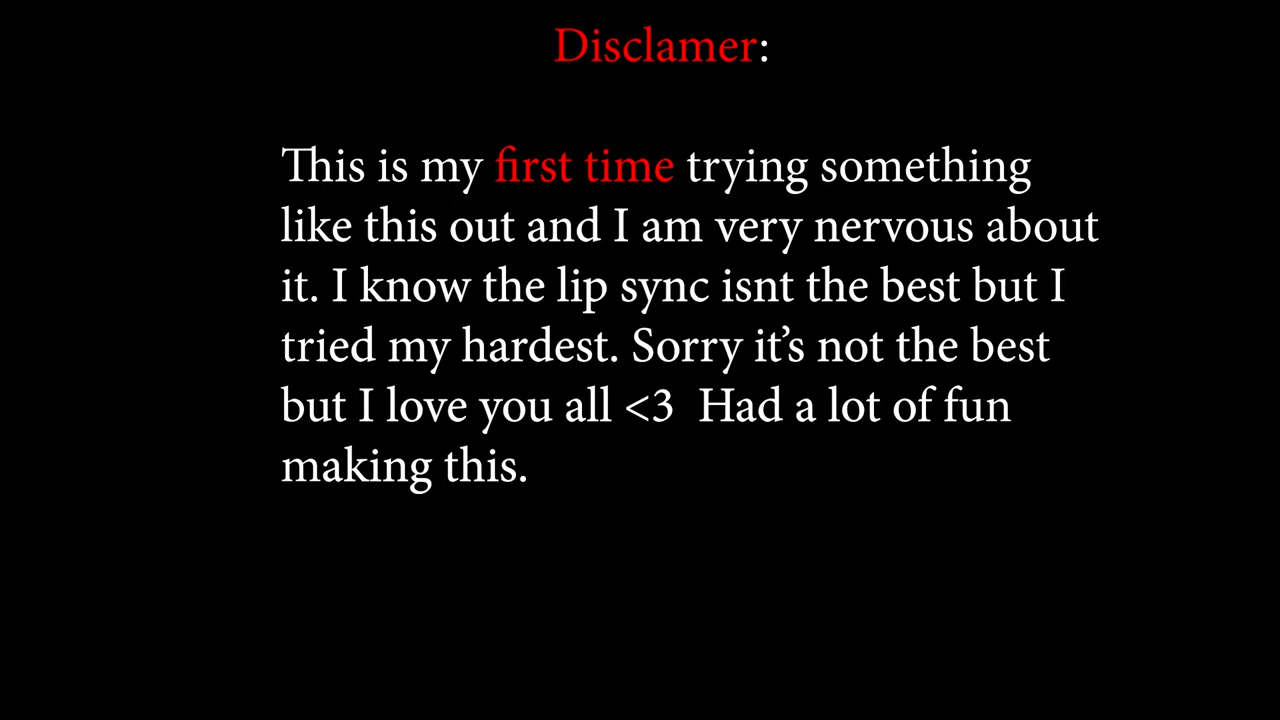 Disclamer:
This is my first time trying something
like this out and I am very nervous about
it. I know the lip sync isnt the best but I
tried my hardest. Sorry it’s not the best
but I love you all <3  Had a lot of fun
making this.